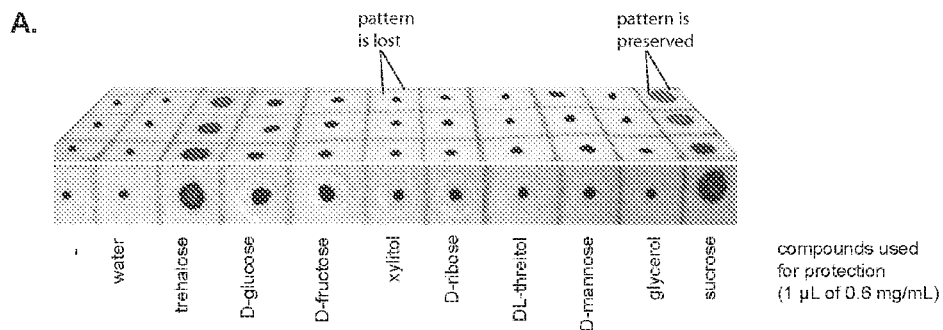 A.
pattern
is lost
pattern is
preserved
-
water
trehalose
D-glucose
D-fructose
xylitol
D-ribose
DL-threitol
D-mannose
glycerol
sucrose
compounds used
for protection
(1 µL of 0.6 mg/mL)